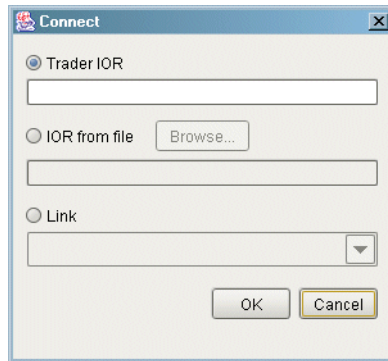 Connect
Trader IOR
IOR from file Browse...
Link
OK Cancel